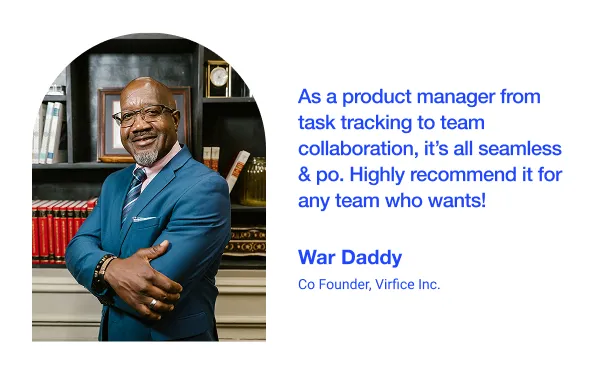 As a product manager from
task tracking to team
collaboration, it’s all seamless
& po. Highly recommend it for
any team who wants!
War Daddy
Co Founder, Virfice Inc.